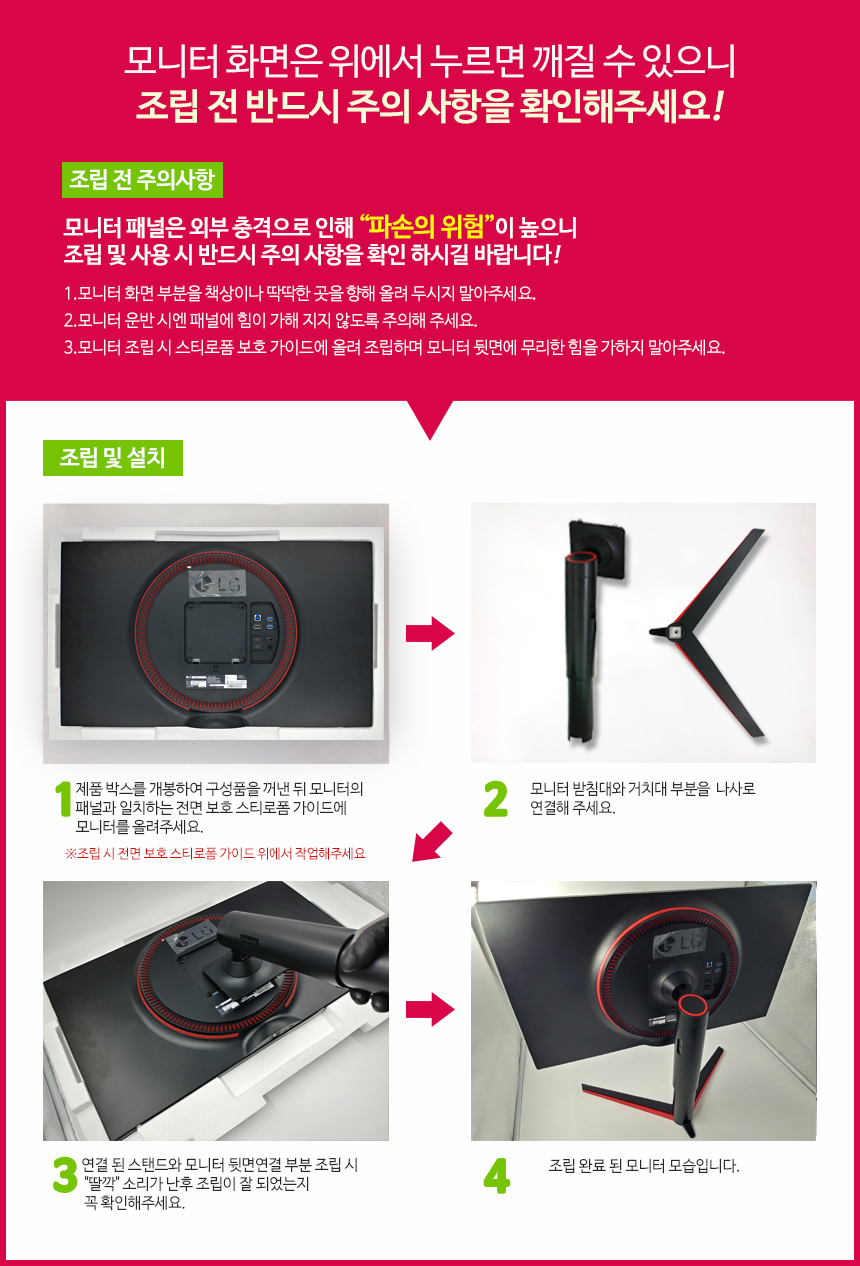 모니터 화면은 위에서 누르면 깨질 수 있으니
조립 전 반드시 주의 사항을 확인해주세요!
조립 전 주의사항
모니터 패널은 외부 충격으로 인해 “파손의 위험”이 높으니
조립 및 사용 시 반드시 주의 사항을 확인 하시길 바랍니다!
1.모니터 화면 부분을 책상이나 딱딱한 곳을 향해 올려 두시지 말아주세요.
2.모니터 운반 시엔 패널에 힘이 가해 지지 않도록 주의해 주세요.
3.모니터 조립 시 스티로폼 보호 가이드에 올려 조립하며 모니터 뒷면에 무리한 힘을 가하지 말아주세요.
조립 및 설치
LG
1 제품 박스를 개봉하여 구성품을 꺼낸 뒤 모니터의
패널과 일치하는 전면 보호 스티로폼 가이드에
모니터를 올려주세요.
※조립 시 전면 보호 스티로폼 가이드 위에서 작업해주세요
2 모니터 받침대와 거치대 부분을 나사로
연결해 주세요.
LG
LG
3 연결 된 스탠드와 모니터 뒷면연결 부분 조립 시
"딸깍" 소리가 난후 조립이 잘 되었는지
꼭 확인해주세요.
4 조립 완료 된 모니터 모습입니다.